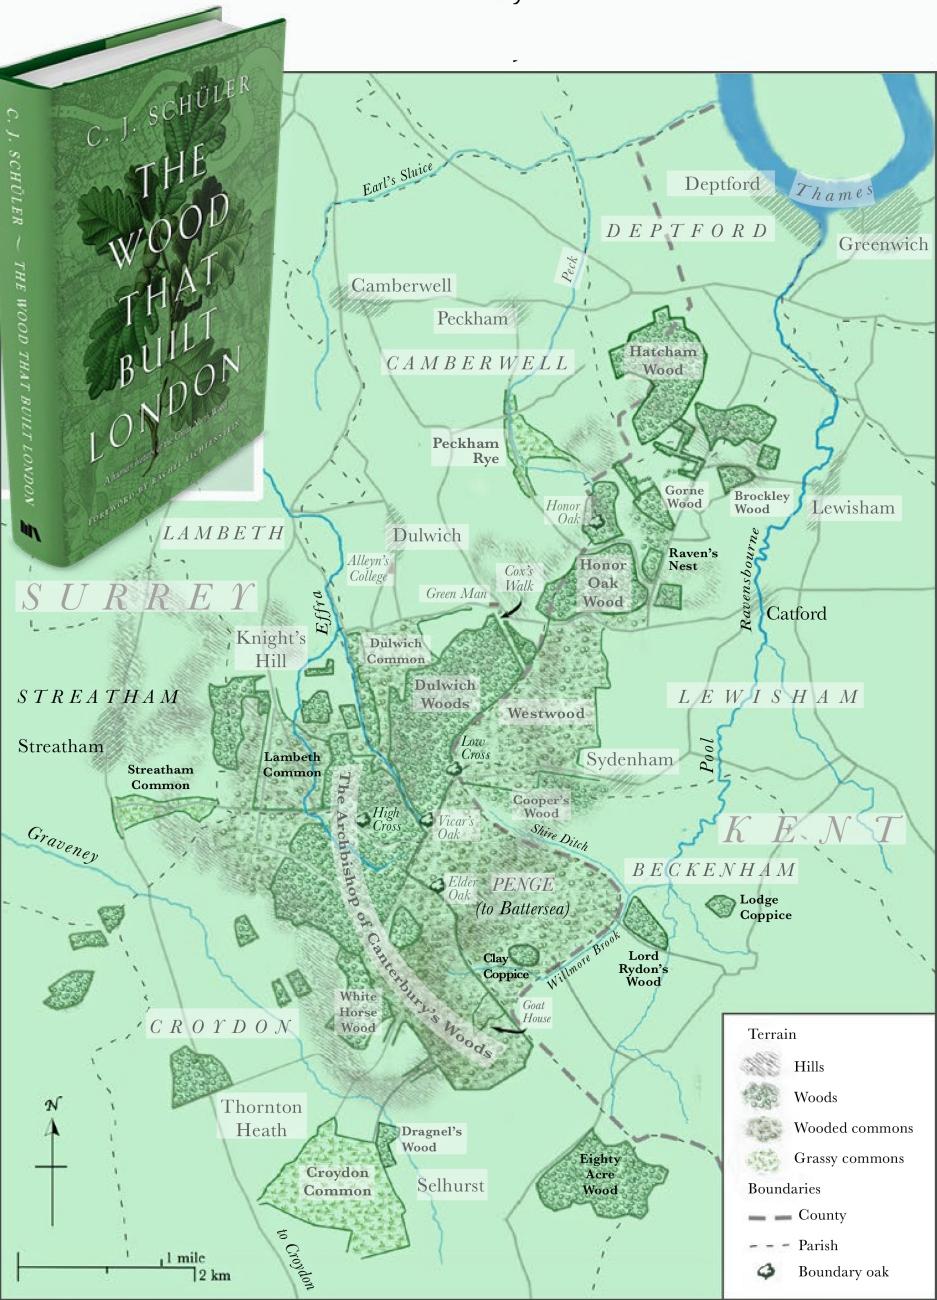 C. J. SCHÜLER
THE
WOOD
THAT
BUILT
LONDON
FOREWORD BY RACHEL LICHTENSTEIN
C. J. SCHÜLER ~ THE WOOD THAT BUILT LONDON
Earl's Sluice
Deptford
Thames
DEPTFORD
Greenwich
Peck
Camberwell
Peckham
CAMBERWELL
Hatcham
Wood
Peckham
Rye
Honor
Oak
Gorne
Wood
Brockley
Wood
Lewisham
LAMBETH
Dulwich
Alleyn's
College
Raven's
Nest
Honor
Oak
Wood
Cox's
Walk
Green Man
SURREY
Effra
Ravensbourne
Catford
Knight's
Hill
Dulwich
Common
STREATHAM
Dulwich
Woods
Westwood
LEWISHAM
Streatham
Lambeth
Common
Low
Cross
Sydenham
Pool
Streatham
Common
Cooper's
Wood
High
Cross
Vicar's
Oak
Shire Ditch
KENT
Graveney
The Archbishop of Canterbury's Woods
Elder
Oak
PENGE
(to Battersea)
BECKENHAM
Lodge
Coppice
Clay
Coppice
Willmore Brook
Lord
Rydon's
Wood
White
Horse
Wood
Goat
House
CROYDON
Thornton
Heath
Dragnel's
Wood
Croydon
Common
Selhurst
Eighty
Acre
Wood
to Croydon
N
1 mile
2 km
Terrain
Hills
Woods
Wooded commons
Grassy commons
Boundaries
County
Parish
Boundary oak